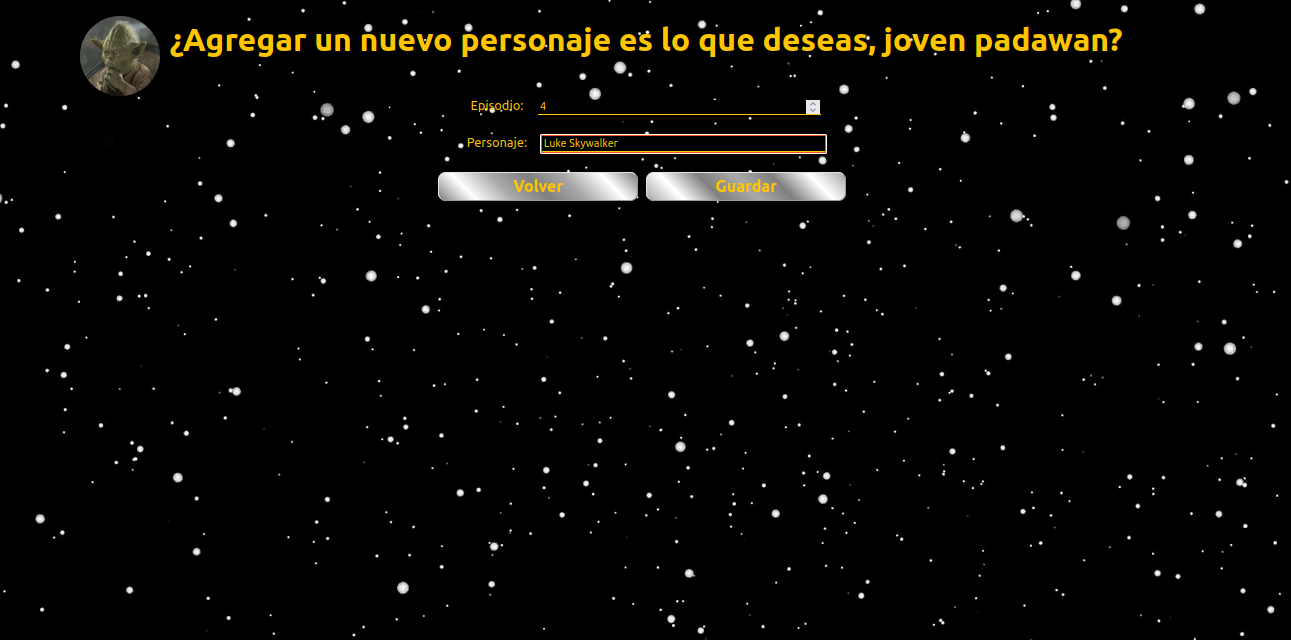 ¿Agregar un nuevo personaje es lo que deseas, joven padawan?
Episodio: 4
Personaje: Luke Skywalker
Volver Guardar